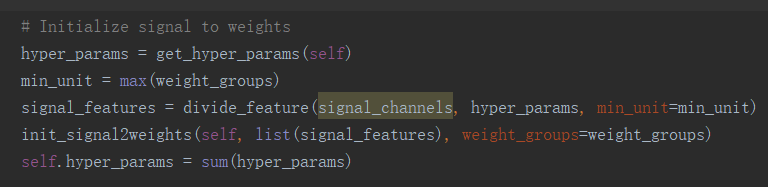 # Initialize signal to weights
hyper_params = get_hyper_params(self)
min_unit = max(weight_groups)
signal_features = divide_feature(signal_channels, hyper_params, min_unit=min_unit)
init_signal2weights(self, list(signal_features), weight_groups=weight_groups)
self.hyper_params = sum(hyper_params)